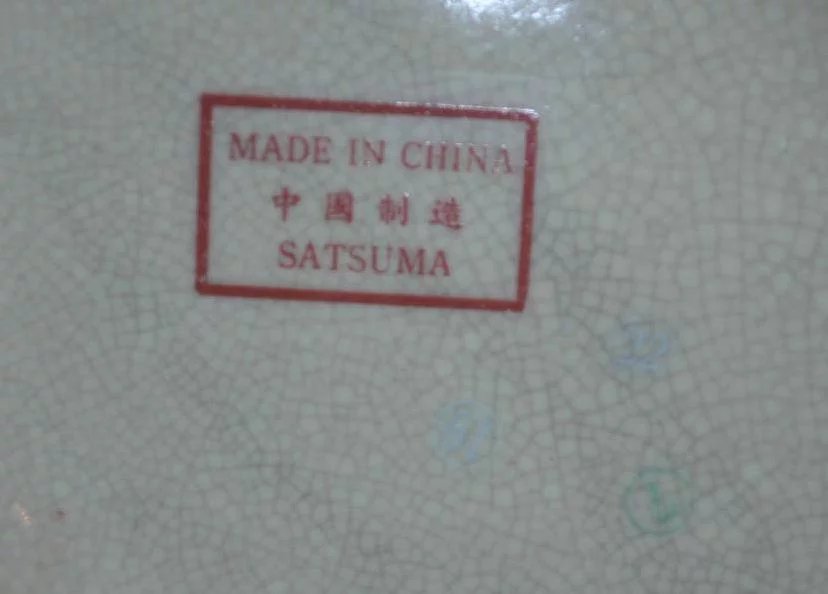 MADE IN CHINA
中國制造
SATSUMA